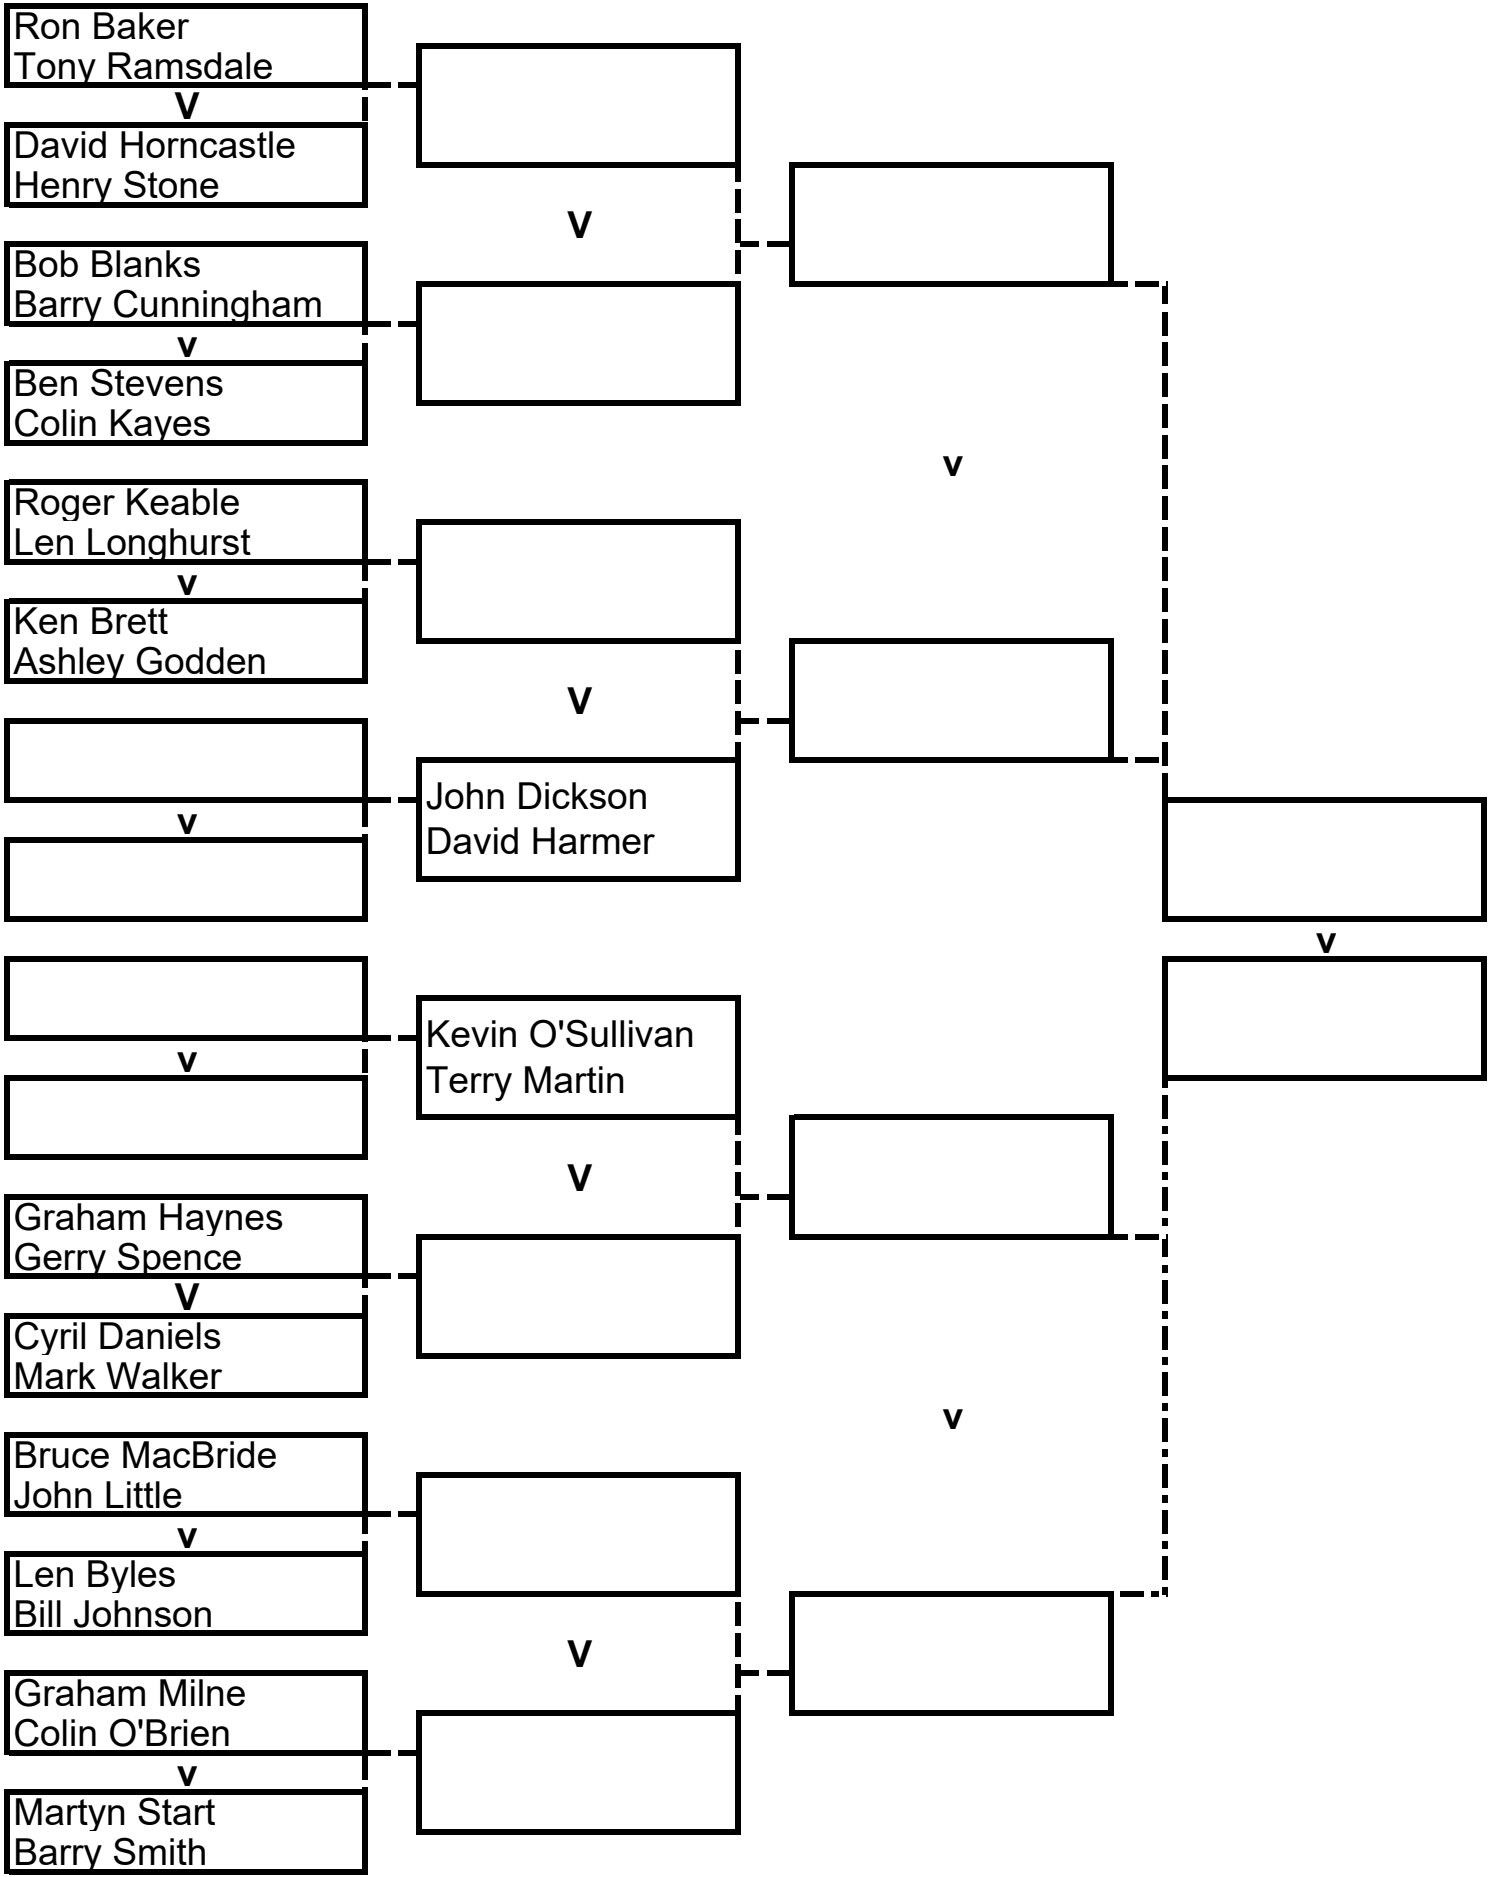 Ron Baker
Tony Ramsdale
V
David Horncastle
Henry Stone
V
Bob Blanks
Barry Cunningham
v
Ben Stevens
Colin Kayes
v
Roger Keable
Len Longhurst
v
Ken Brett
Ashley Godden
V
John Dickson
David Harmer
v
v
Kevin O'Sullivan
Terry Martin
v
V
Graham Haynes
Gerry Spence
V
Cyril Daniels
Mark Walker
v
Bruce MacBride
John Little
v
Len Byles
Bill Johnson
V
Graham Milne
Colin O'Brien
v
Martyn Start
Barry Smith